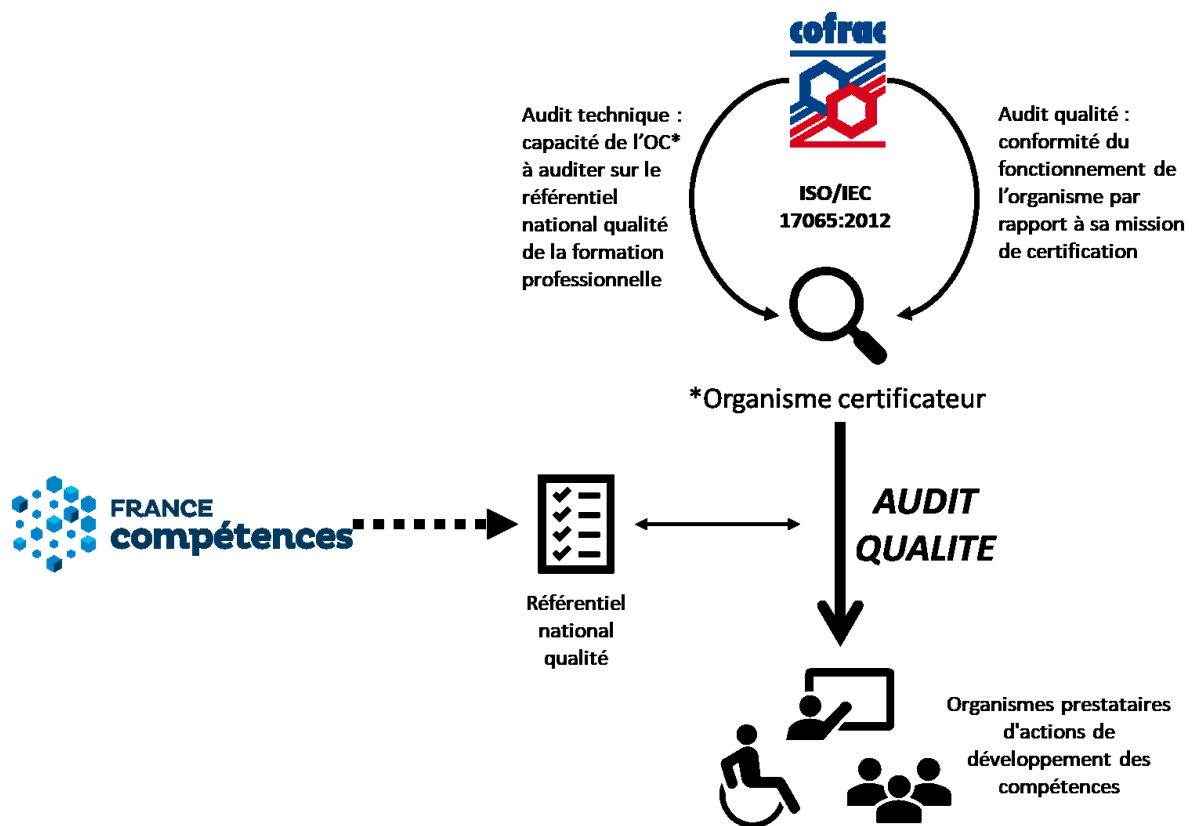 cofrac
Audit technique :
capacité de l'OC*
à auditer sur le
référentiel
national qualité
de la formation
professionnelle
ISO/IEC
17065:2012
Audit qualité :
conformité du
fonctionnement de
l'organisme par
rapport à sa mission
de certification
*Organisme certificateur
FRANCE
compétences
AUDIT
QUALITE
Référentiel
national
qualité
Organismes prestataires
d'actions de
développement des
compétences